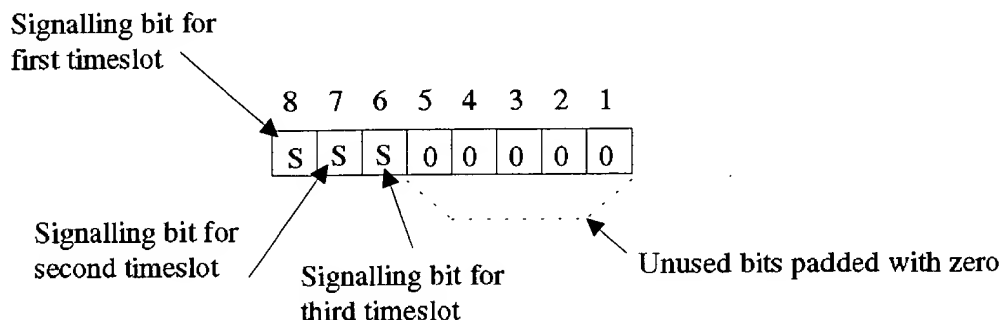 Signalling bit for
first timeslot
8 7 6 5 4 3 2 1
S S S 0 0 0 0 0
Signalling bit for
second timeslot
Signalling bit for
third timeslot
Unused bits padded with zero